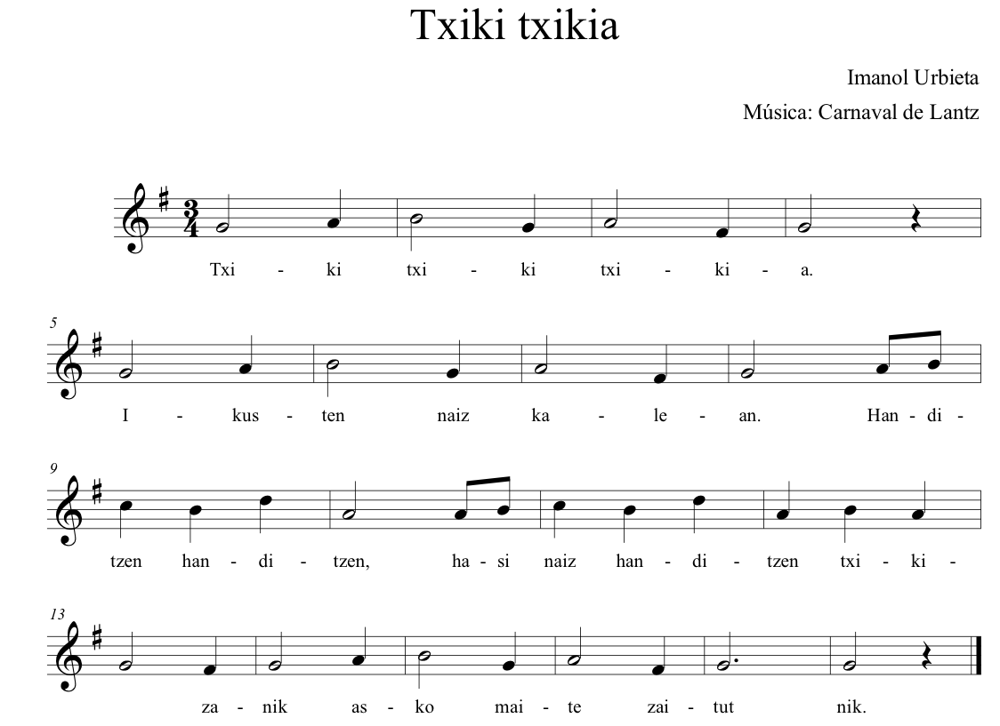 Txiki txikia
Imanol Urbieta
Música: Carnaval de Lantz
3
4
Txi - ki txi - ki txi - ki - a.
5
I - kus - ten naiz ka - le - an. Han - di -
9
tzen han - di - tzen, ha - si naiz han - di - tzen txi - ki -
13
za - nik as - ko mai - te zai - tut nik.